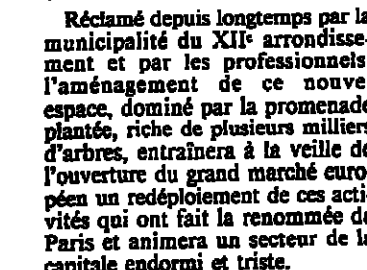 Réclamé depuis longtemps par la
municipalité du XIIe arrondisse-
ment et par les professionnels
l'aménagement de ce nouve
espace, dominé par la promenade
plantée, riche de plusieurs millier
d'arbres, entraînera à la veille de
l'ouverture du grand marché euro
péen un redéploiement de ces acti-
vités qui ont fait la renommée de
Paris et animera un secteur de la
capitale endormi et triste.